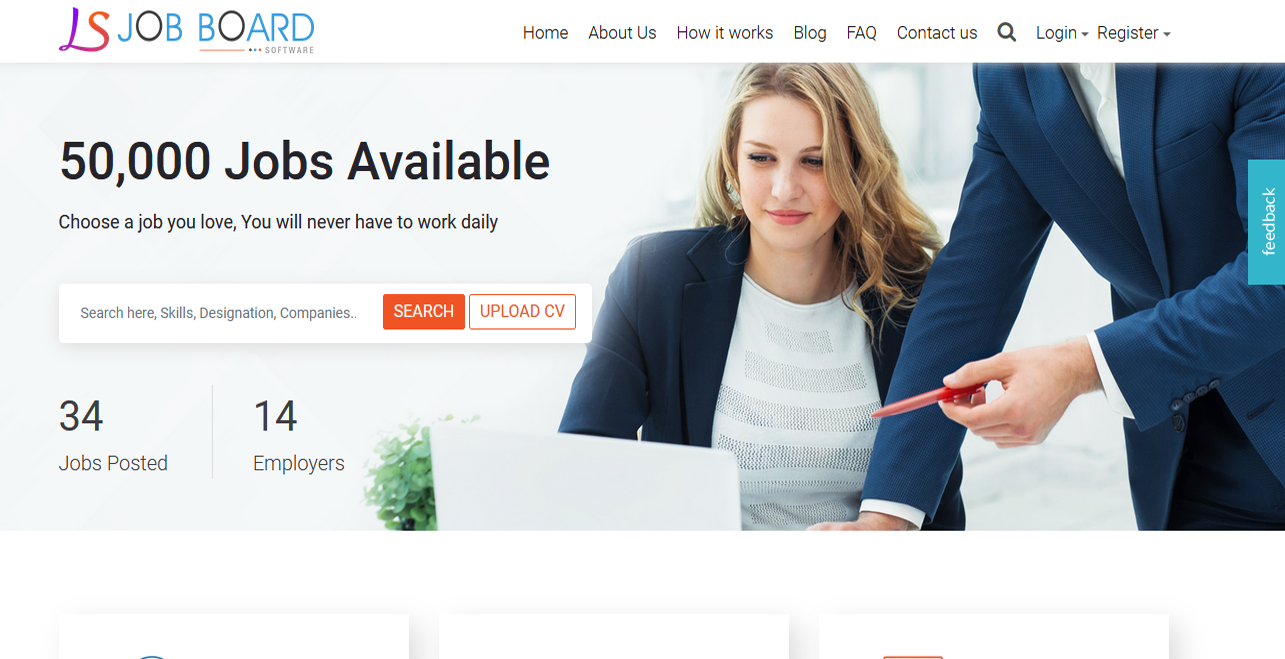 LS JOB BOARD
SOFTWARE
Home About Us How it works Blog FAQ Contact us Login Register
50,000 Jobs Available
Choose a job you love, You will never have to work daily
Search here, Skills, Designation, Companies..
SEARCH UPLOAD CV
34 14
Jobs Posted Employers
feedback